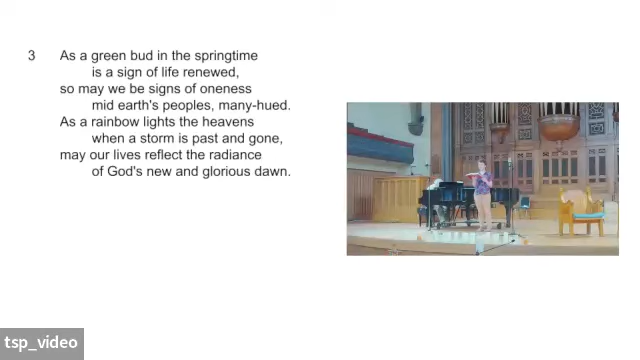 3 As a green bud in the springtime
is a sign of life renewed,
so may we be signs of oneness
mid earth's peoples, many-hued.
As a rainbow lights the heavens
when a storm is past and gone,
may our lives reflect the radiance
of God's new and glorious dawn.
tsp_video